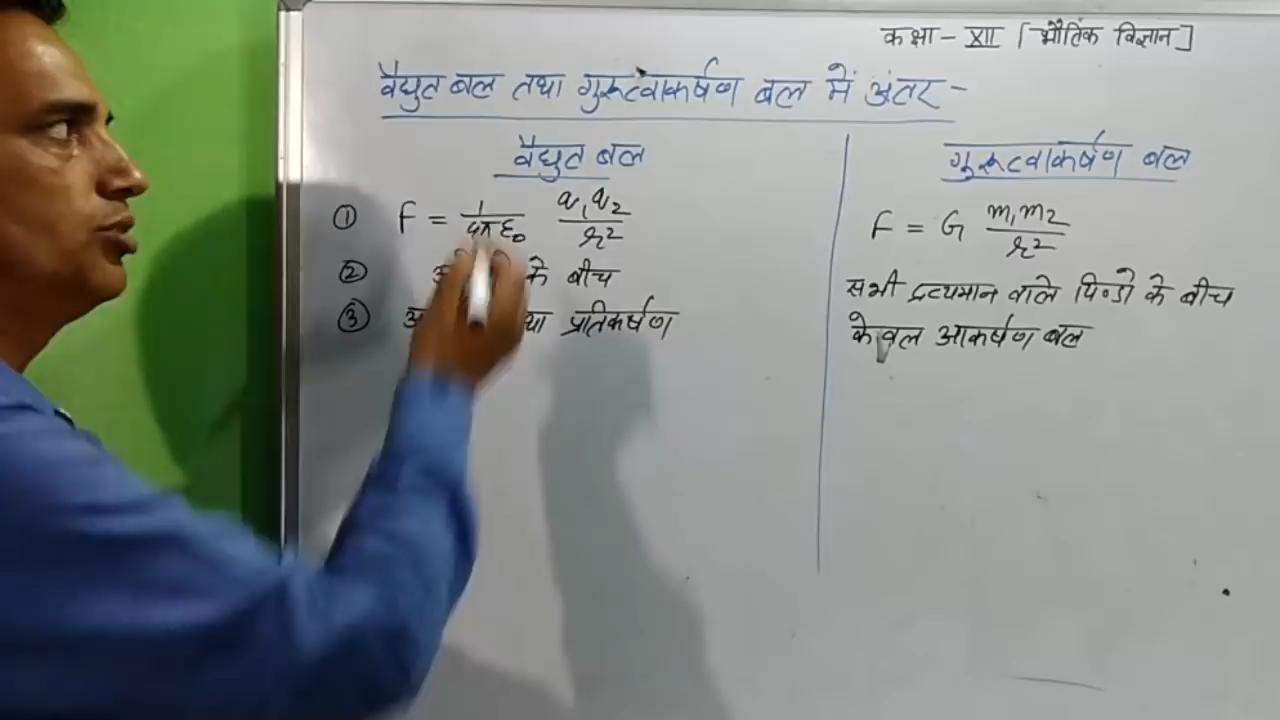 कक्षा - XII [भौतिक विज्ञान]
वैद्युत बल तथा गुरुत्वाकर्षण बल में अंतर -
वैद्युत बल
① F = 1/4πε₀ q₁q₂/r²
② के बीच
③ प्रतिकर्षण
गुरुत्वाकर्षण बल
F = G m₁m₂/r²
सभी द्रव्यमान वाले पिण्डो के बीच
केवल आकर्षण बल